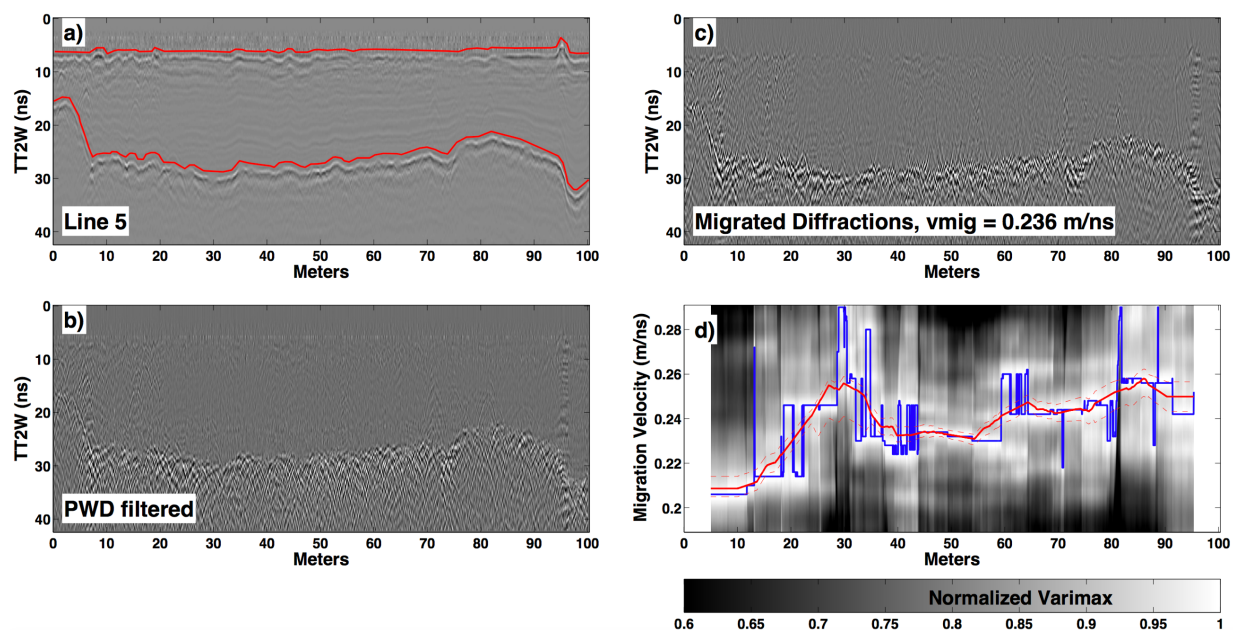 a)
0
10
20
30
40
TT2W (ns)
Line 5
0 10 20 30 40 50 60 70 80 90 100
Meters
c)
0
10
20
30
40
TT2W (ns)
Migrated Diffractions, vmig = 0.236 m/ns
0 10 20 30 40 50 60 70 80 90 100
Meters
b)
0
10
20
30
40
TT2W (ns)
PWD filtered
0 10 20 30 40 50 60 70 80 90 100
Meters
d)
0.28
0.26
0.24
0.22
0.2
Migration Velocity (m/ns)
0 10 20 30 40 50 60 70 80 90 100
Meters
Normalized Varimax
0.6 0.65 0.7 0.75 0.8 0.85 0.9 0.95 1